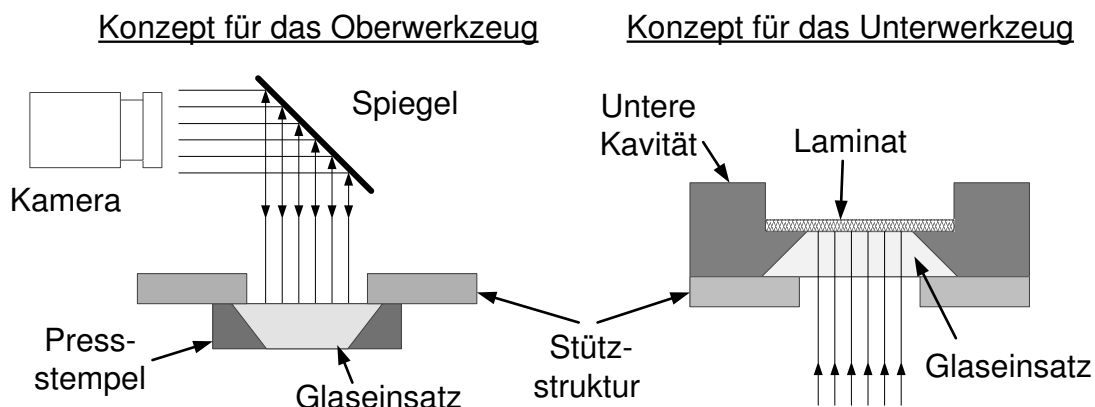 Konzept für das Oberwerkzeug
Spiegel
Kamera
Press-
stempel
Glaseinsatz
Stütz-
struktur
Konzept für das Unterwerkzeug
Untere
Kavität
Laminat
Glaseinsatz